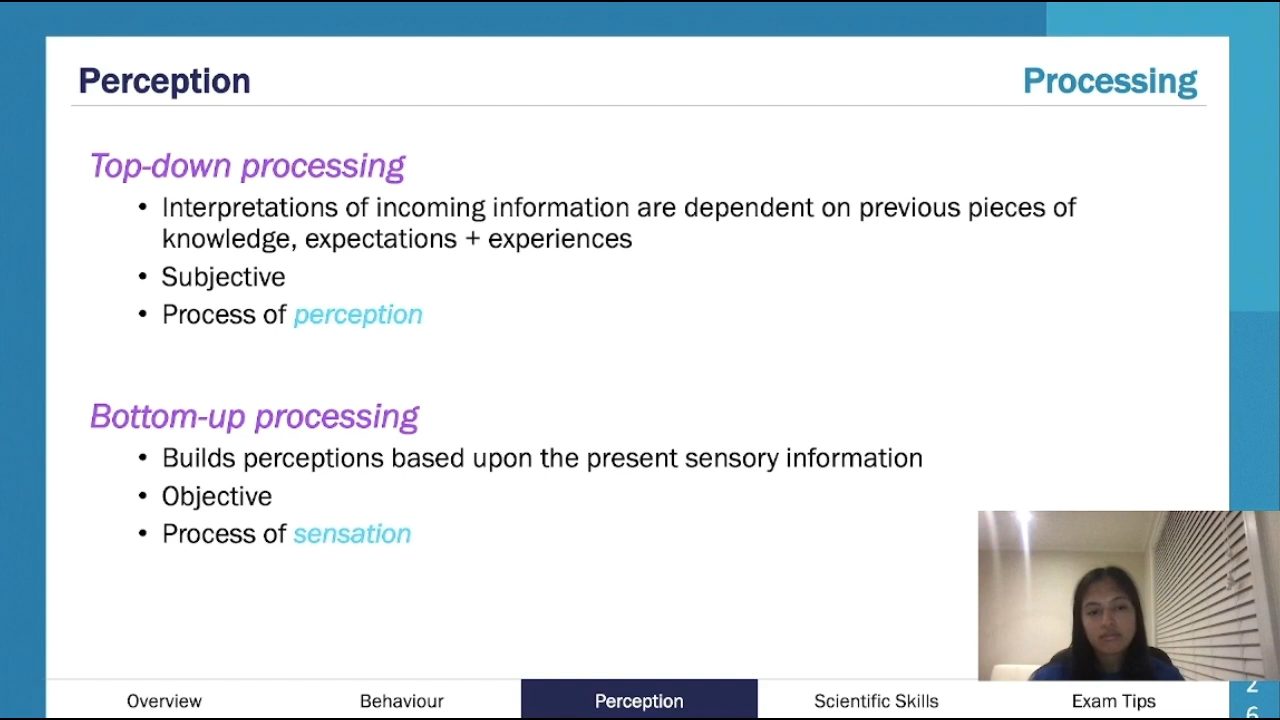 Perception
Processing
Top-down processing
• Interpretations of incoming information are dependent on previous pieces of
knowledge, expectations + experiences
• Subjective
• Process of perception
Bottom-up processing
• Builds perceptions based upon the present sensory information
• Objective
• Process of sensation
Overview
Behaviour
Perception
Scientific Skills
Exam Tips
2
6